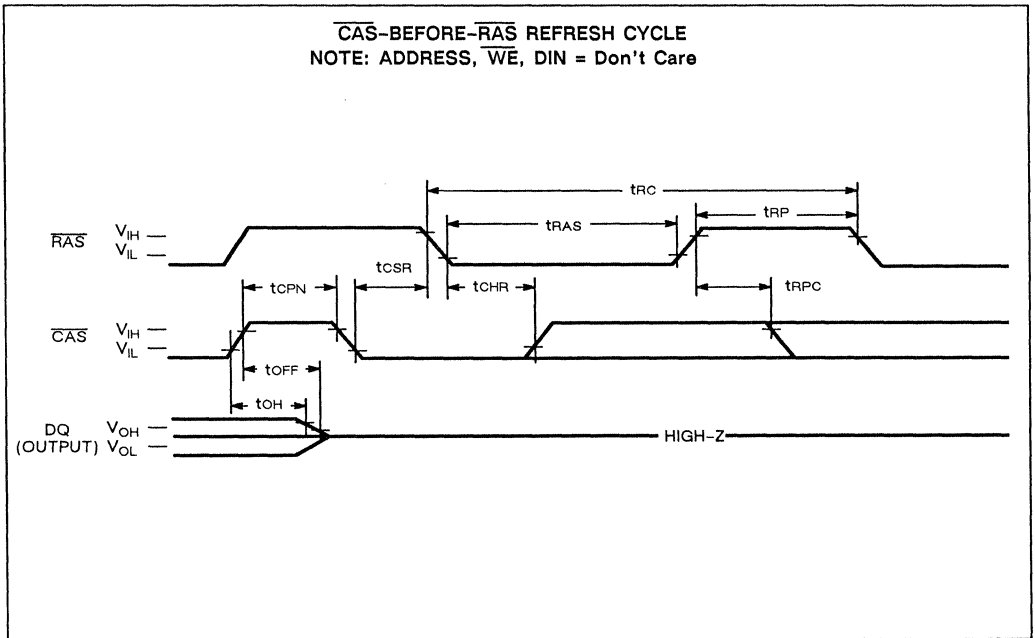 CAS-BEFORE-RAS REFRESH CYCLE
NOTE: ADDRESS, WE, DIN = Don't Care
tRC
tRAS
tRP
RAS
VIH
VIL
tCSR
tCPN
tCHR
tRPC
CAS
VIH
VIL
tOFF
tOH
DQ
(OUTPUT)
VOH
VOL
HIGH-Z